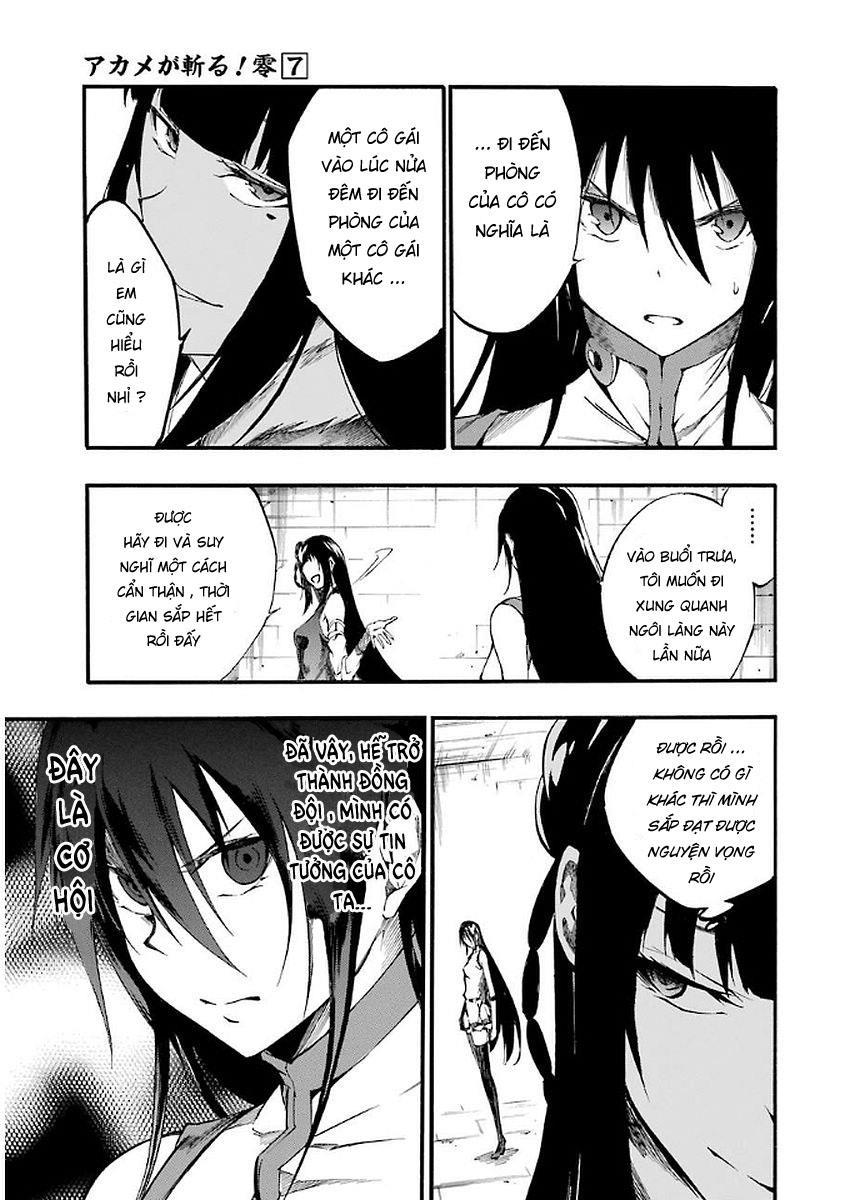 アカメが斬る！零 7
... ĐI ĐẾN
PHÒNG
CỦA CÔ CÓ
NGHĨA LÀ
MỘT CÔ GÁI
VÀO LÚC NỬA
ĐÊM ĐI ĐẾN
PHÒNG CỦA
MỘT CÔ GÁI
KHÁC ...
LÀ GÌ
EM
CŨNG
HIỂU
RỒI
NHỈ ?
......
VÀO BUỔI TRƯA,
TÔI MUỐN ĐI
XUNG QUANH
NGÔI LÀNG NÀY
LẦN NỮA
ĐƯỢC
HÃY ĐI VÀ SUY
NGHĨ MỘT CÁCH
CẨN THẬN , THỜI
GIAN SẮP HẾT
RỒI ĐẤY
ĐƯỢC RỒI ...
KHÔNG CÓ GÌ
KHÁC THÌ MÌNH
SẮP ĐẠT ĐƯỢC
NGUYỆN VỌNG
RỒI
ĐÃ VẬY, HỄ TRỞ
THÀNH ĐỒNG
ĐỘI , MÌNH CÓ
ĐƯỢC SỰ TIN
TƯỞNG CỦA CÔ
TA...
ĐÂY
LÀ
CƠ
HỘI